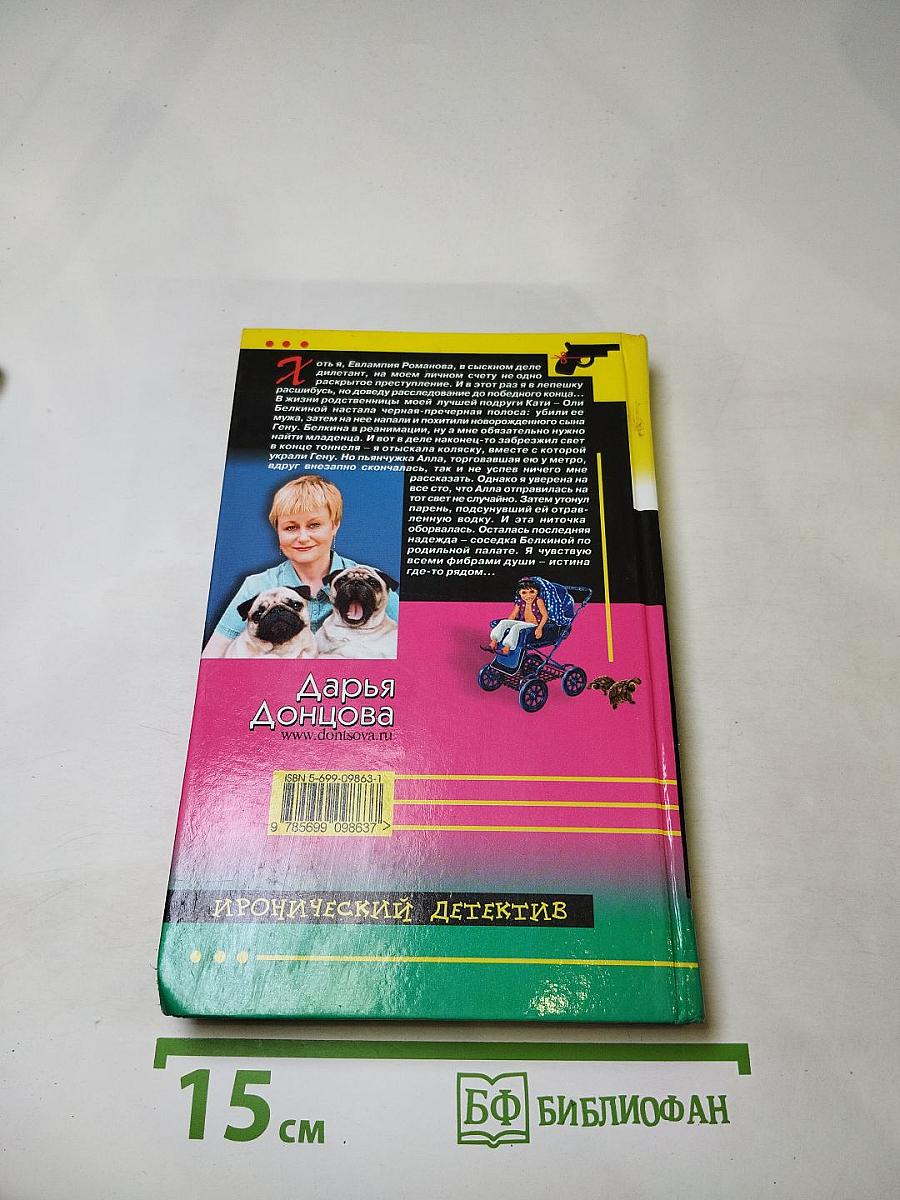 Хоть я, Евлампия Романова, в сыскном деле
дилетант, на моем личном счету не одно
раскрытое преступление. И в этот раз я в лепешку
расшибусь, но доведу расследование до победного конца...
В жизни родственницы моей лучшей подруги Кати – Оли
Белкиной настала черная-пречерная полоса: убили ее
мужа, затем на нее напали и похитили новорожденного сына
Гену. Белкина в реанимации, ну а мне обязательно нужно
найти младенца. И вот в деле наконец-то забрезжил свет
в конце тоннеля – я отыскала коляску, вместе с которой
украли Гену. Но пьянчужка Алла, торговавшая ею у метро,
вдруг внезапно скончалась, так и не успев ничего мне
рассказать. Однако я уверена на
все сто, что Алла отправилась на
тот свет не случайно. Затем утонул
парень, подсунувший ей отрав-
ленную водку. И эта ниточка
оборвалась. Осталась последняя
надежда – соседка Белкиной по
родильной палате. Я чувствую
всеми фибрами души – истина
где-то рядом...
Дарья
Донцова
www.dontsova.ru
ISBN 5-699-09863-1
9 785699 098637 >
ИРОНИЧЕСКИЙ ДЕТЕКТИВ
15 см
БФ БИБЛИОФАН